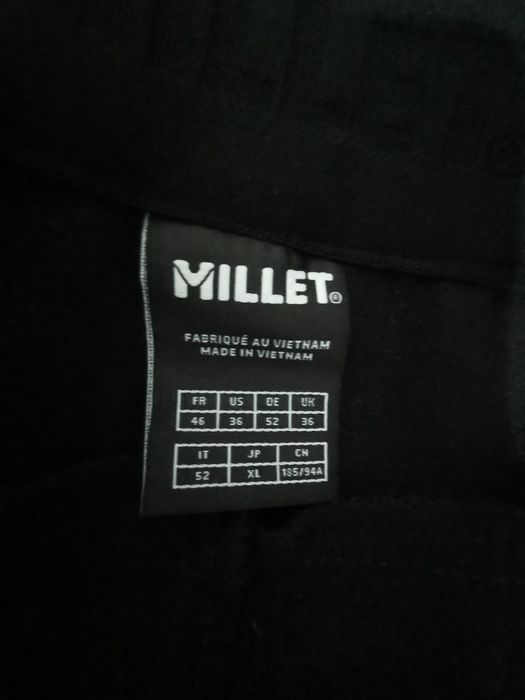 MILLET®
FABRIQUÉ AU VIETNAM
MADE IN VIETNAM
FR US DE UK
46 36 52 36
IT JP CN
52 XL 185/94A